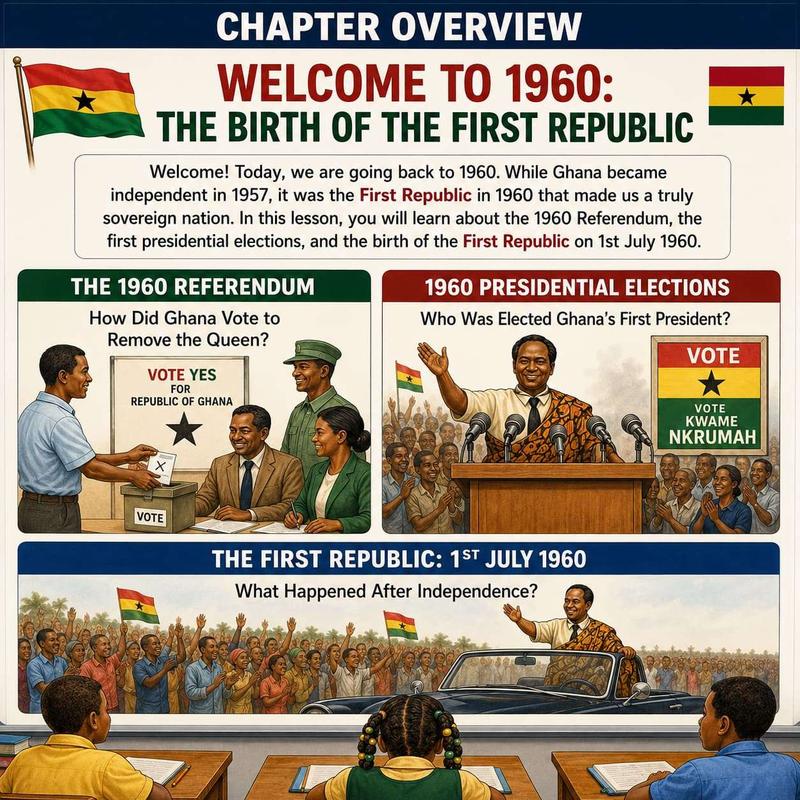 CHAPTER OVERVIEW
WELCOME TO 1960:
THE BIRTH OF THE FIRST REPUBLIC
Welcome! Today, we are going back to 1960. While Ghana became
independent in 1957, it was the First Republic in 1960 that made us a truly
sovereign nation. In this lesson, you will learn about the 1960 Referendum, the
first presidential elections, and the birth of the First Republic on 1st July 1960.
THE 1960 REFERENDUM
How Did Ghana Vote to
Remove the Queen?
VOTE YES
FOR
REPUBLIC OF GHANA
X
VOTE
1960 PRESIDENTIAL ELECTIONS
Who Was Elected Ghana's First President?
VOTE
VOTE
KWAME
NKRUMAH
THE FIRST REPUBLIC: 1ST JULY 1960
What Happened After Independence?